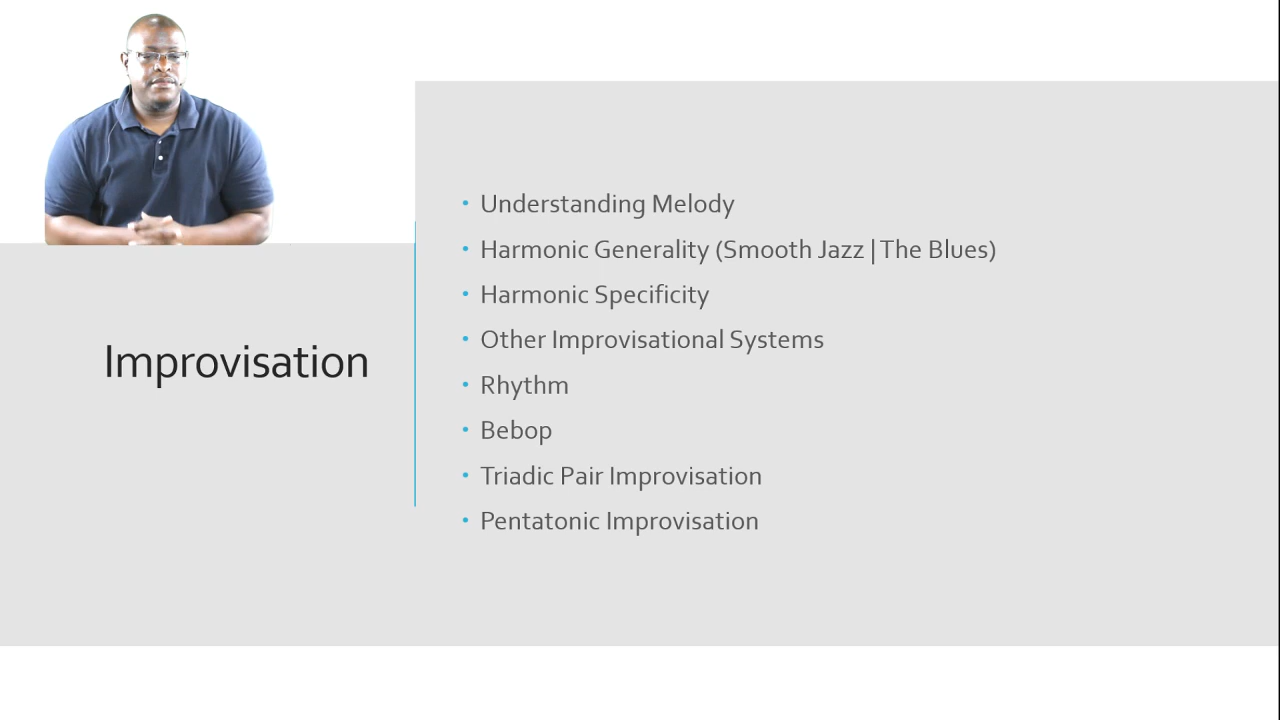 Improvisation
Understanding Melody
Harmonic Generality (Smooth Jazz | The Blues)
Harmonic Specificity
Other Improvisational Systems
Rhythm
Bebop
Triadic Pair Improvisation
Pentatonic Improvisation